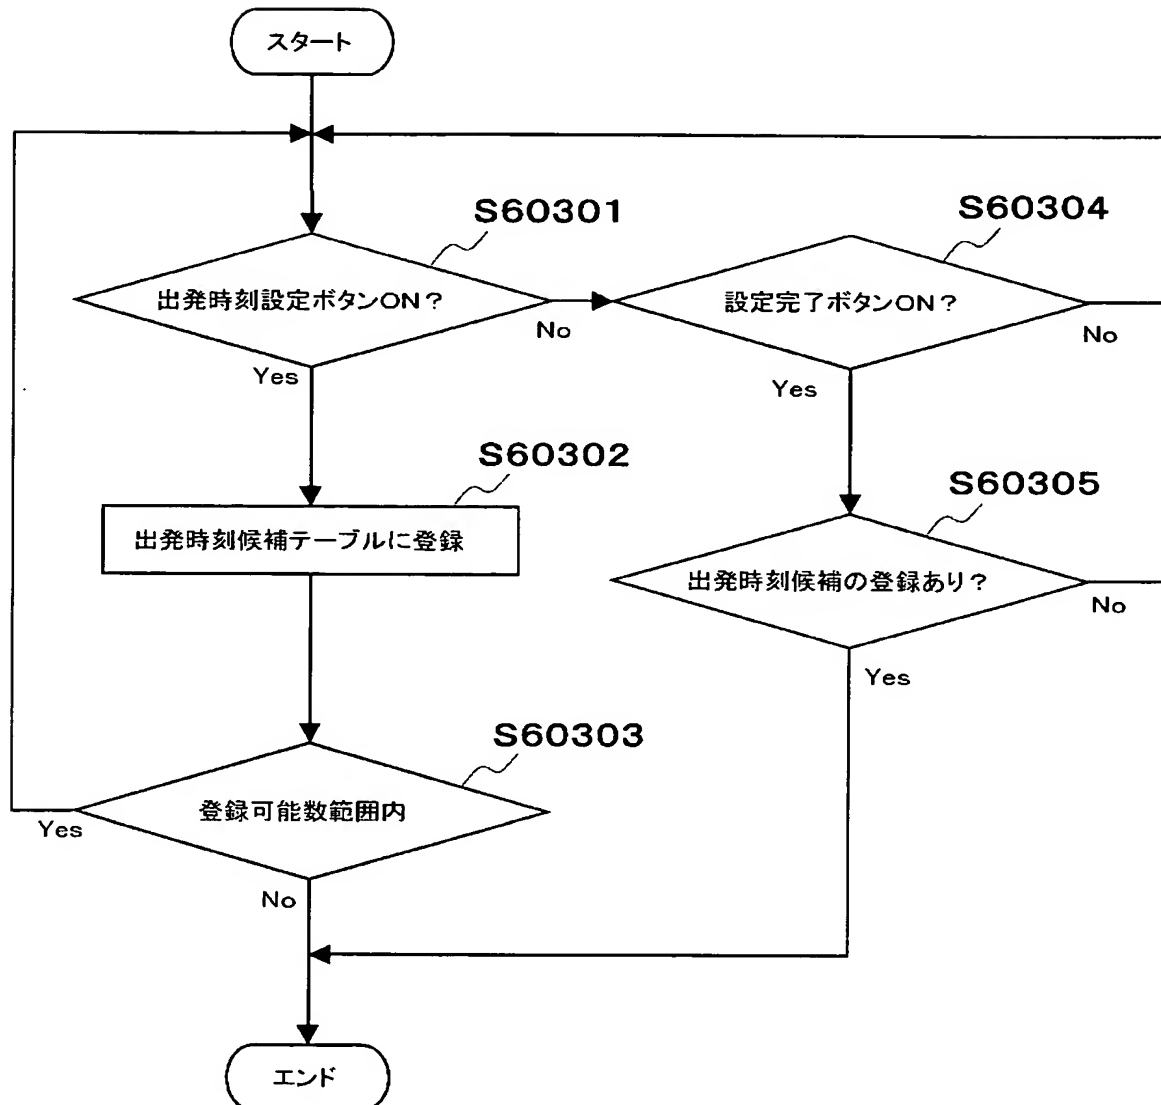 スタート
S60301
出発時刻設定ボタンON?
No
Yes
S60304
設定完了ボタンON?
No
Yes
S60302
出発時刻候補テーブルに登録
S60305
出発時刻候補の登録あり?
No
Yes
S60303
登録可能数範囲内
Yes
No
エンド